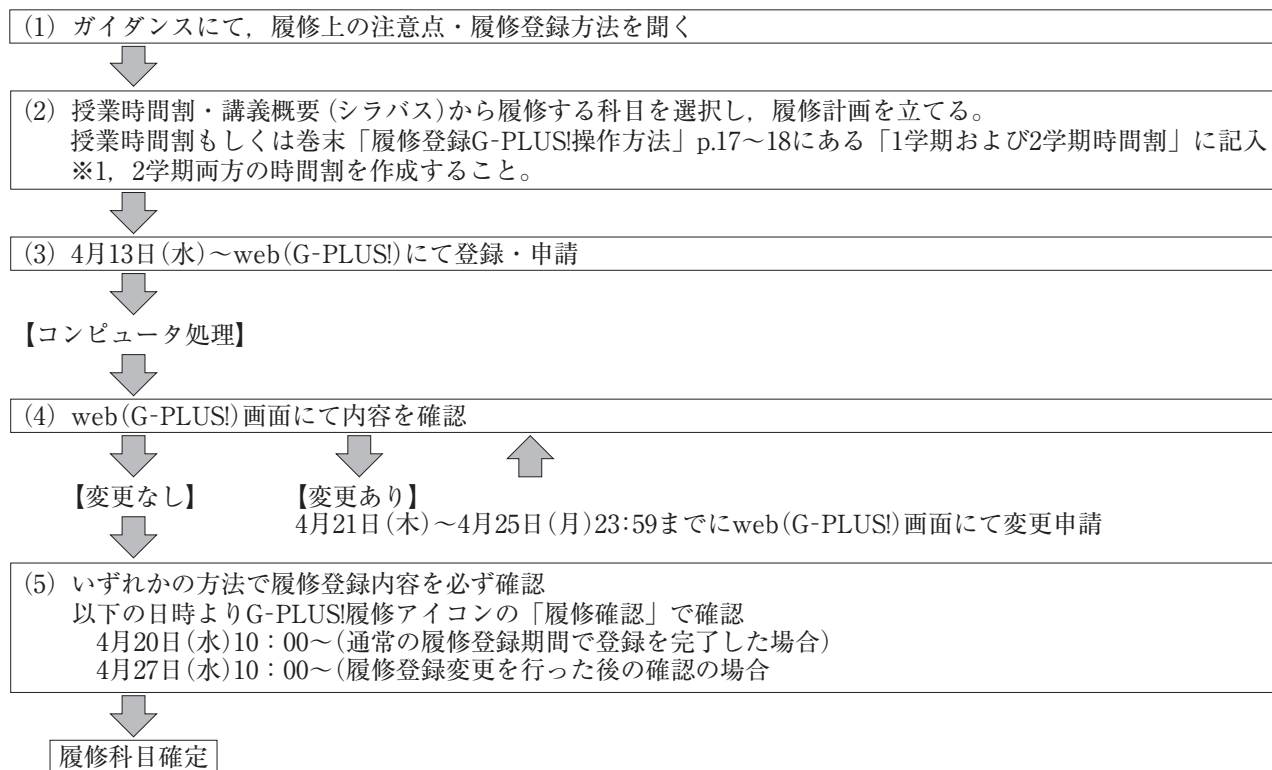 (1) ガイダンスにて，履修上の注意点・履修登録方法を聞く
(2) 授業時間割・講義概要(シラバス)から履修する科目を選択し，履修計画を立てる。
授業時間割もしくは巻末「履修登録G-PLUS!操作方法」p.17〜18にある「1学期および2学期時間割」に記入
※1，2学期両方の時間割を作成すること。
(3) 4月13日(水)〜web(G-PLUS!)にて登録・申請
【コンピュータ処理】
(4) web(G-PLUS!)画面にて内容を確認
【変更なし】 【変更あり】
4月21日(木)〜4月25日(月)23:59までにweb(G-PLUS!)画面にて変更申請
(5) いずれかの方法で履修登録内容を必ず確認
以下の日時よりG-PLUS!履修アイコンの「履修確認」で確認
4月20日(水)10：00〜(通常の履修登録期間で登録を完了した場合)
4月27日(水)10：00〜(履修登録変更を行った後の確認の場合
履修科目確定